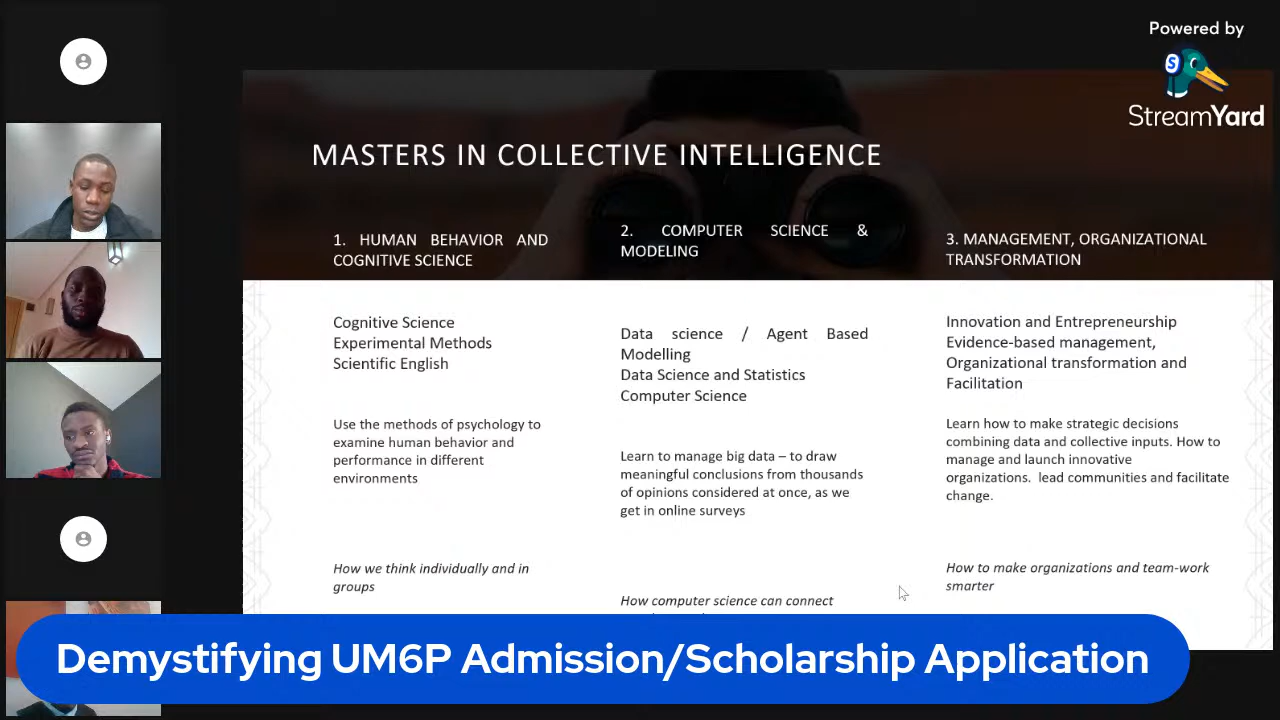 Powered by
StreamYard
MASTERS IN COLLECTIVE INTELLIGENCE
1. HUMAN BEHAVIOR AND
COGNITIVE SCIENCE
2. COMPUTER SCIENCE &
MODELING
3. MANAGEMENT, ORGANIZATIONAL
TRANSFORMATION
Cognitive Science
Experimental Methods
Scientific English
Use the methods of psychology to
examine human behavior and
performance in different
environments
How we think individually and in
groups
Data science / Agent Based
Modelling
Data Science and Statistics
Computer Science
Learn to manage big data – to draw
meaningful conclusions from thousands
of opinions considered at once, as we
get in online surveys
How computer science can connect
Innovation and Entrepreneurship
Evidence-based management,
Organizational transformation and
Facilitation
Learn how to make strategic decisions
combining data and collective inputs. How to
manage and launch innovative
organizations. lead communities and facilitate
change.
How to make organizations and team-work
smarter
Demystifying UM6P Admission/Scholarship Application